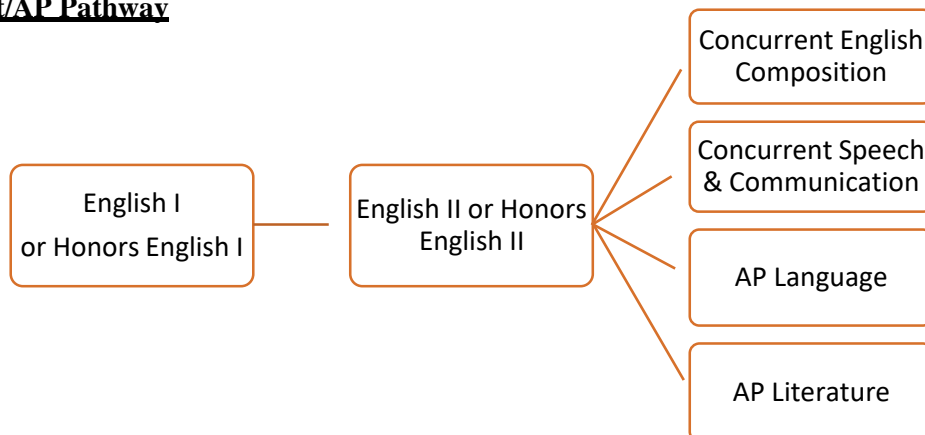 t/AP Pathway
Concurrent English
Composition
Concurrent Speech
& Communication
English I
or Honors English I
English II or Honors
English II
AP Language
AP Literature